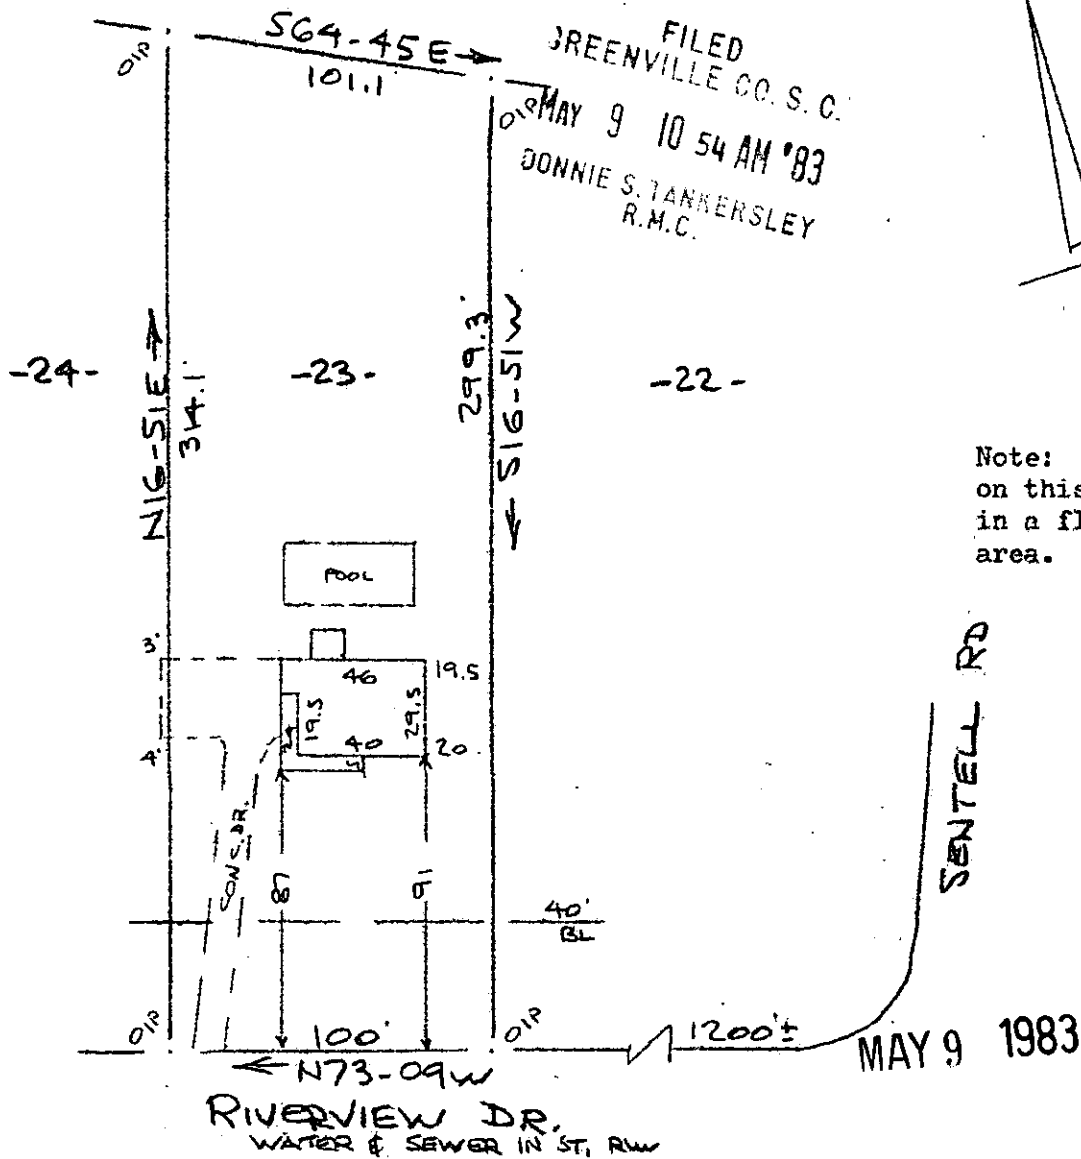 S64-45E
101.1'
OIP
OIP
FILED
GREENVILLE CO. S. C.
MAY 9 10 54 AM '83
DONNIE S. TANKERSLEY
R.M.C.
-24-
-23-
-22-
N16-51E
314.1'
299.3'
S16-51W
Note:
on this
in a fl
area.
POOL
3'
46
19.5
19.5
29.5
24
4'
40
20
5
CONC. DR.
87
91
40'
BL
SENTELL RD
OIP
100'
OIP
1200'±
MAY 9 1983
N73-09W
RIVERVIEW DR.
WATER & SEWER IN ST. R/W